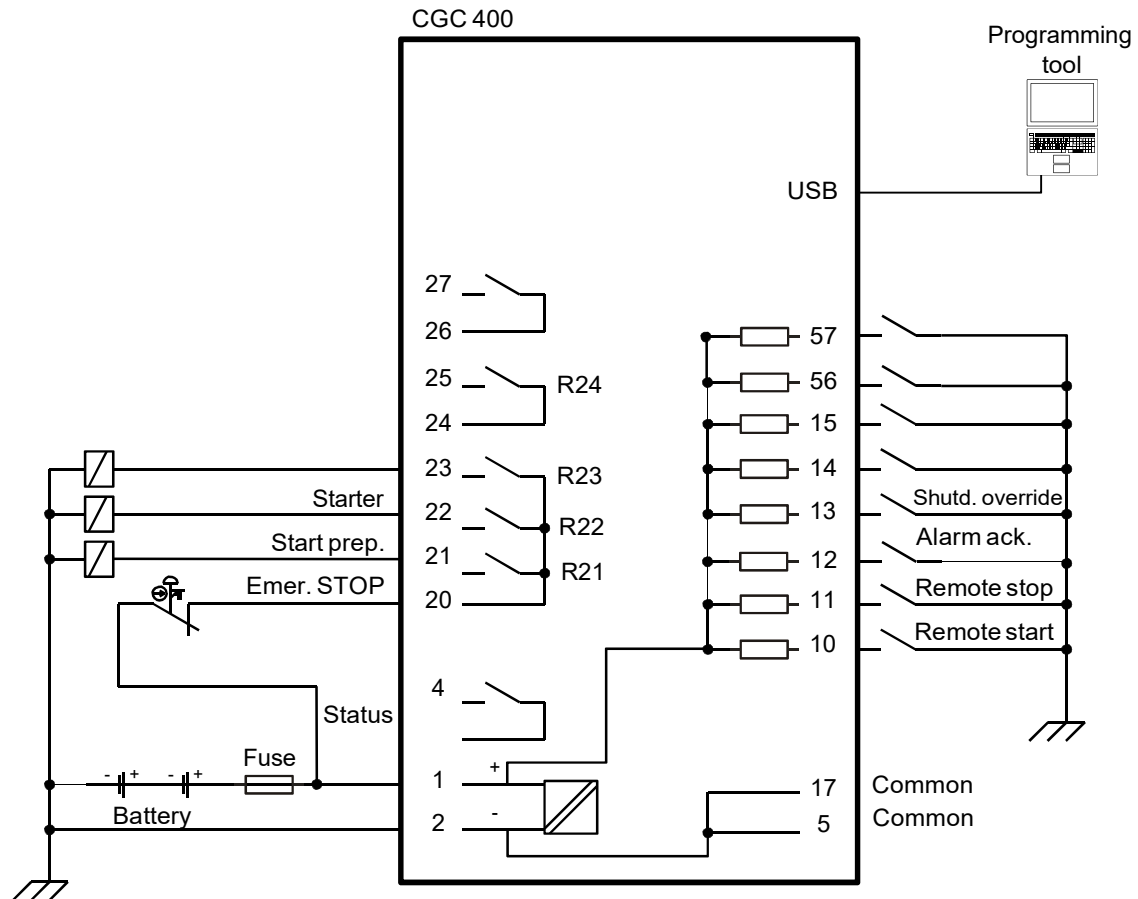 CGC 400
Programming
tool
USB
27
26
25
R24
24
23
R23
22
R22
21
R21
20
4
1
+
2
-
57
56
15
14
13
12
11
10
17
5
Starter
Start prep.
Emer. STOP
Status
Fuse
- + - +
Battery
Shutd. override
Alarm ack.
Remote stop
Remote start
Common
Common